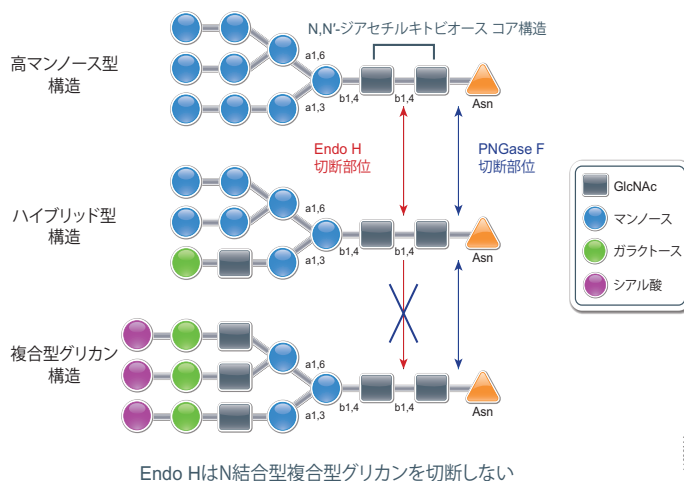 N,N′-ジアセチルキトビオース コア構造
高マンノース型
構造
a1,6
a1,3
b1,4
b1,4
Asn
Endo H
切断部位
PNGase F
切断部位
ハイブリッド型
構造
a1,6
a1,3
b1,4
b1,4
Asn
GlcNAc
マンノース
ガラクトース
シアル酸
複合型グリカン
構造
a1,6
a1,3
b1,4
b1,4
Asn
Endo HはN結合型複合型グリカンを切断しない